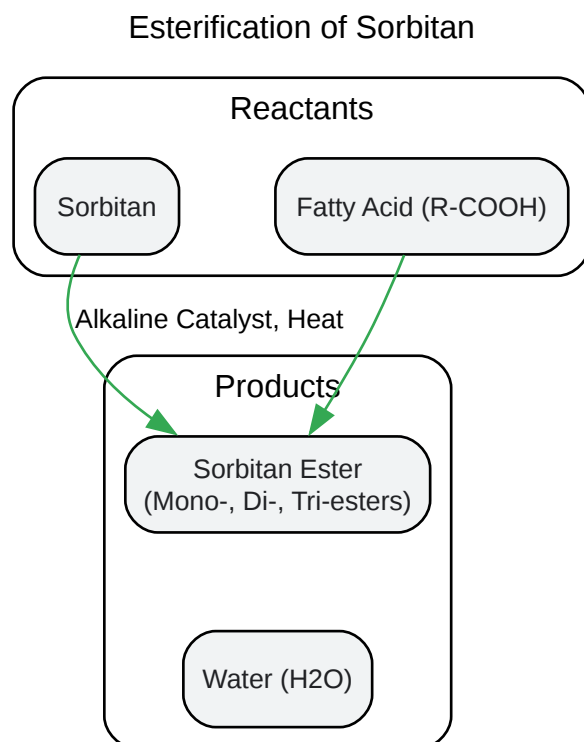 Esterification of Sorbitan
Reactants
Sorbitan
Fatty Acid (R-COOH)
Alkaline Catalyst, Heat
Products
Sorbitan Ester
(Mono-, Di-, Tri-esters)
Water (H2O)